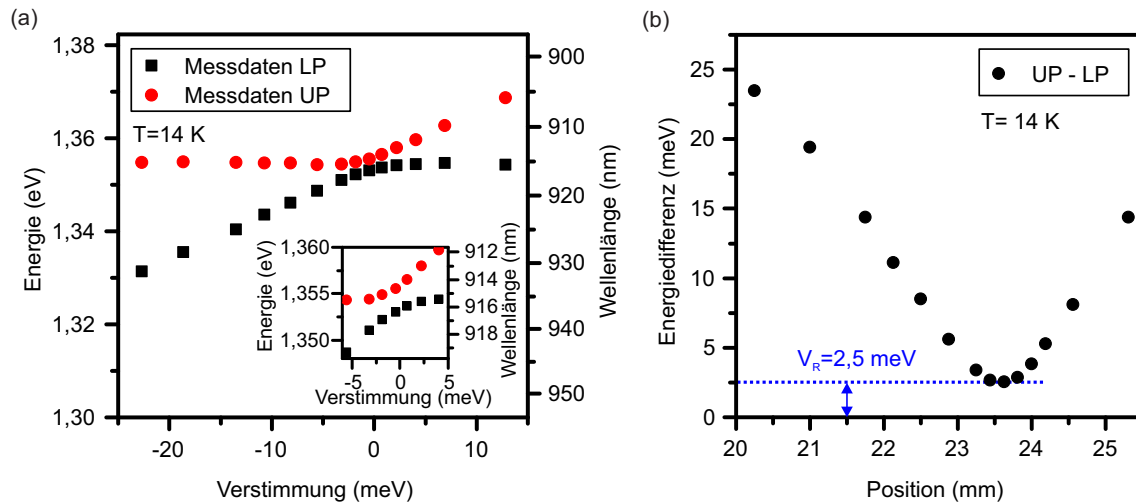 (a)
1,38
1,36
1,34
1,32
1,30
Energie (eV)
Messdaten LP
Messdaten UP
T=14 K
-20
-10
0
10
Verstimmung (meV)
900
910
920
930
940
950
Wellenlänge (nm)
1,360
1,355
1,350
Energie (eV)
-5
0
5
Verstimmung (meV)
912
914
916
918
Wellenlänge (nm)
(b)
25
20
15
10
5
0
Energiedifferenz (meV)
UP - LP
T= 14 K
V_R=2,5 meV
20
21
22
23
24
25
Position (mm)